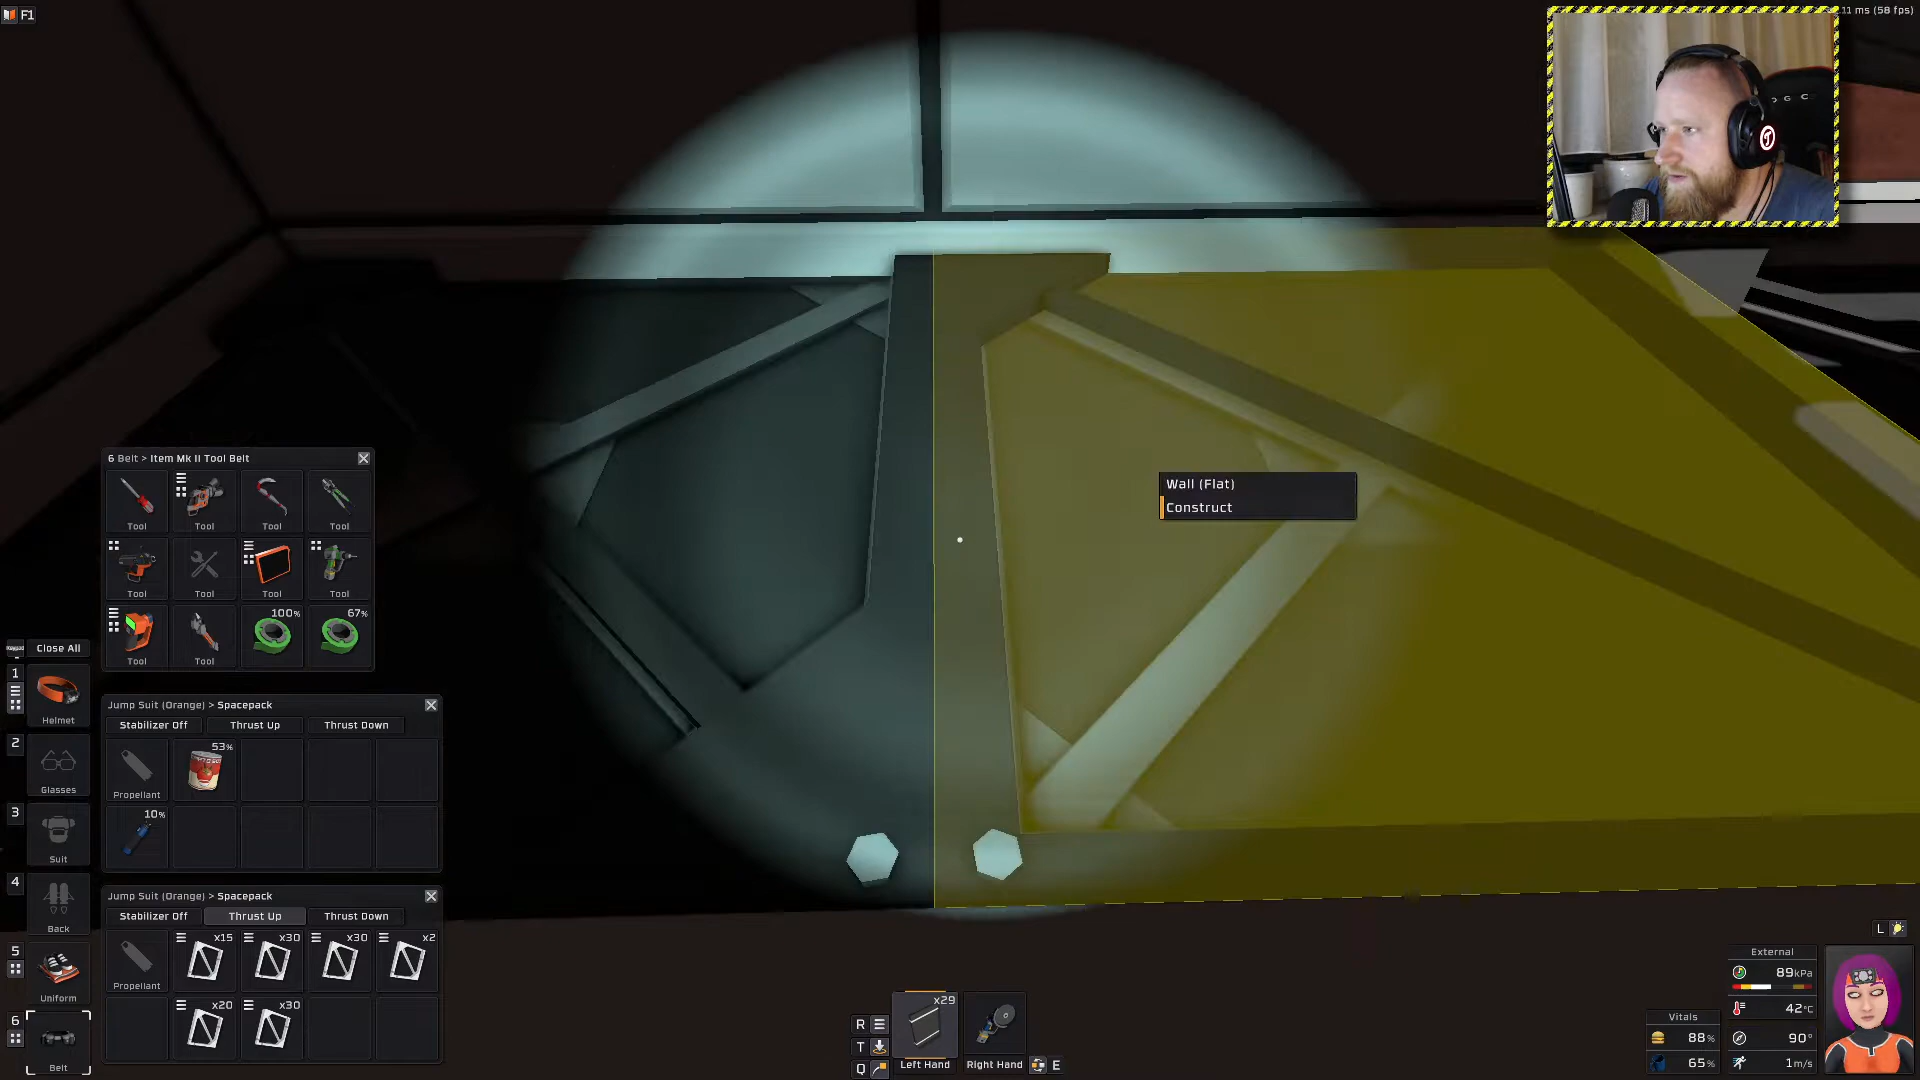 F1
11 ms (58 fps)
Wall (Flat)
Construct
6 Belt > Item Mk II Tool Belt
Tool Tool Tool Tool
Tool Tool Tool Tool
100% 67%
Tool Tool
Close All
1
Helmet
2
Glasses
3
Suit
4
Back
5
Uniform
6
Belt
Jump Suit (Orange) > Spacepack
Stabilizer Off Thrust Up Thrust Down
53%
Propellant
10%
Jump Suit (Orange) > Spacepack
Stabilizer Off Thrust Up Thrust Down
x15 x30 x30 x2
Propellant
x20 x30
R
T
Q
x29
Left Hand
Right Hand
E
L
External
89kPa
42°C
90°
1m/s
Vitals
88%
65%